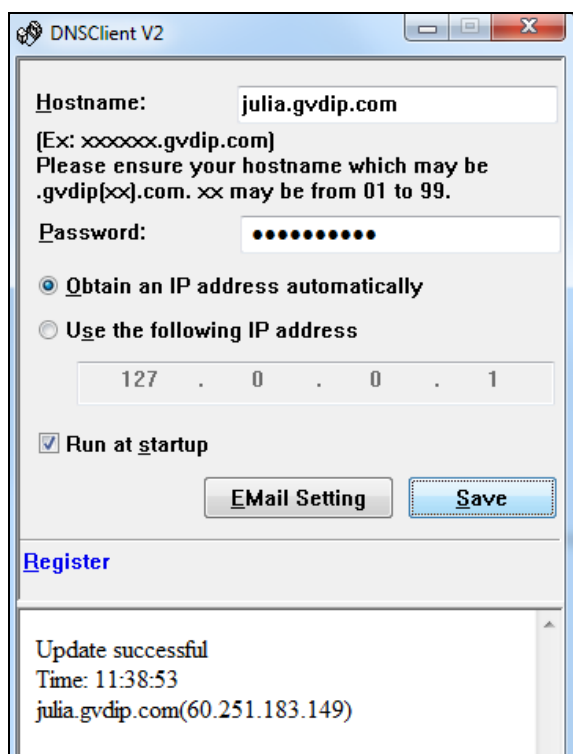 DNSClient V2
Hostname: julia.gvdip.com
(Ex: xxxxxx.gvdip.com)
Please ensure your hostname which may be
.gvdip(xx).com. xx may be from 01 to 99.
Password: ●●●●●●●●●●
Obtain an IP address automatically
Use the following IP address
127 . 0 . 0 . 1
Run at startup
EMail Setting Save
Register
Update successful
Time: 11:38:53
julia.gvdip.com(60.251.183.149)